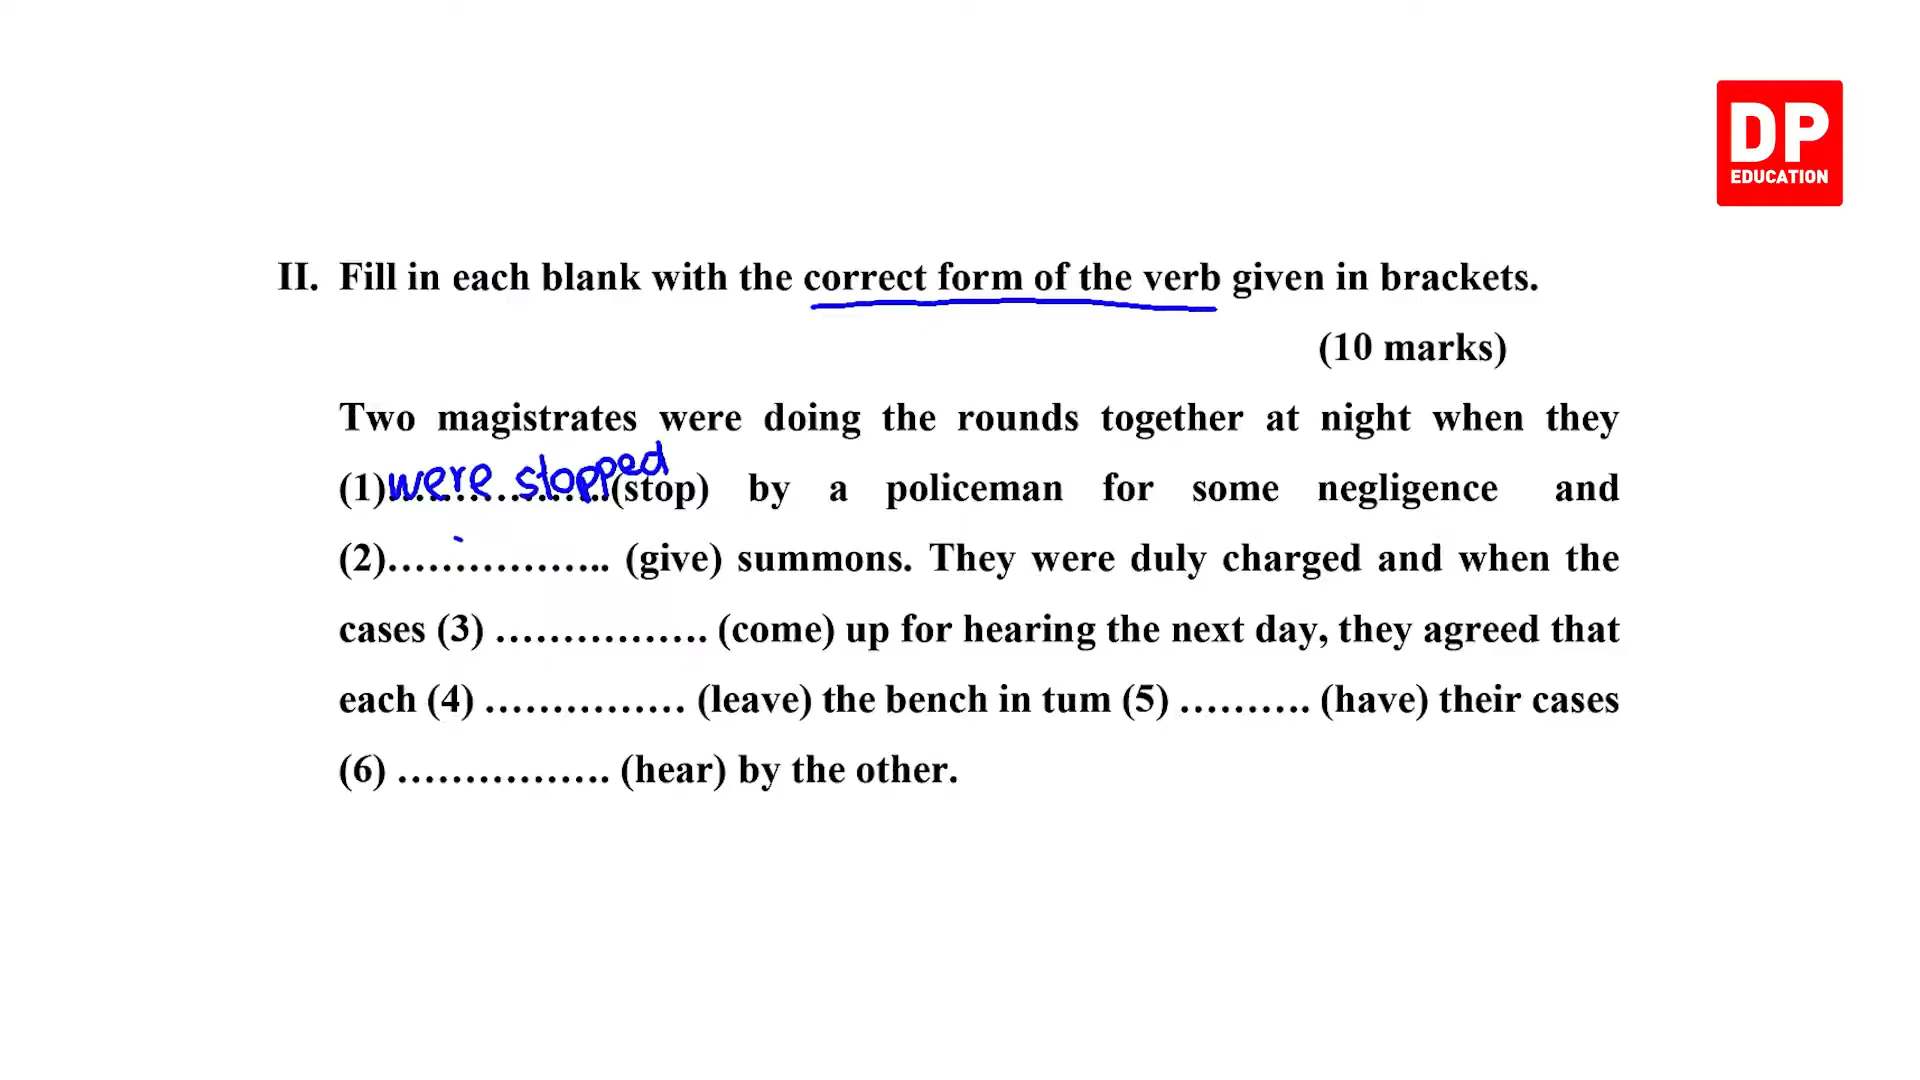 DP
EDUCATION
II. Fill in each blank with the correct form of the verb given in brackets.
(10 marks)
Two magistrates were doing the rounds together at night when they
(1)were stopped................(stop) by a policeman for some negligence and
(2)................. (give) summons. They were duly charged and when the
cases (3) ................ (come) up for hearing the next day, they agreed that
each (4) ............... (leave) the bench in tum (5) .......... (have) their cases
(6) ................ (hear) by the other.